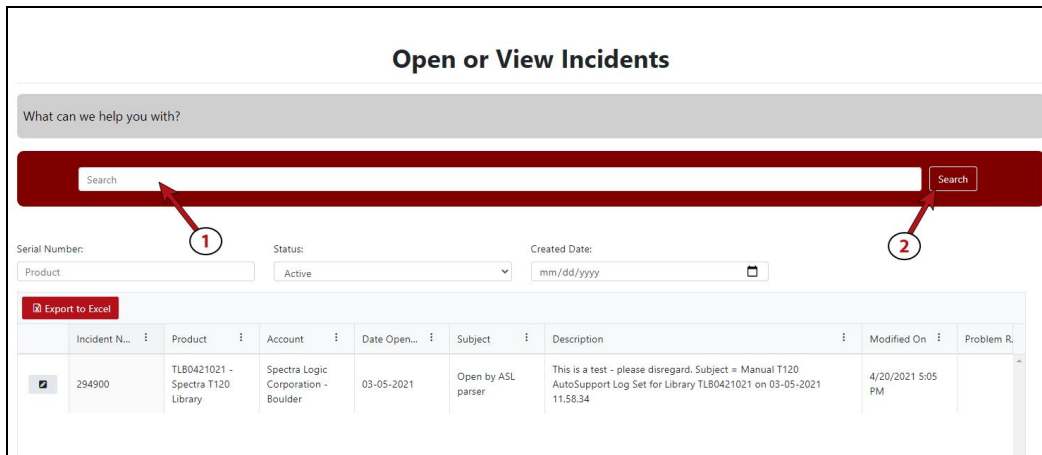 Open or View Incidents
What can we help you with?
Search
Search
1
2
Serial Number:
Status:
Created Date:
Product
Active
mm/dd/yyyy
Export to Excel
Incident N...
Product
Account
Date Open...
Subject
Description
Modified On
Problem R.
294900
TLB0421021 -
Spectra T120
Library
Spectra Logic
Corporation -
Boulder
03-05-2021
Open by ASL
parser
This is a test - please disregard. Subject = Manual T120
AutoSupport Log Set for Library TLB0421021 on 03-05-2021
11.58.34
4/20/2021 5:05
PM